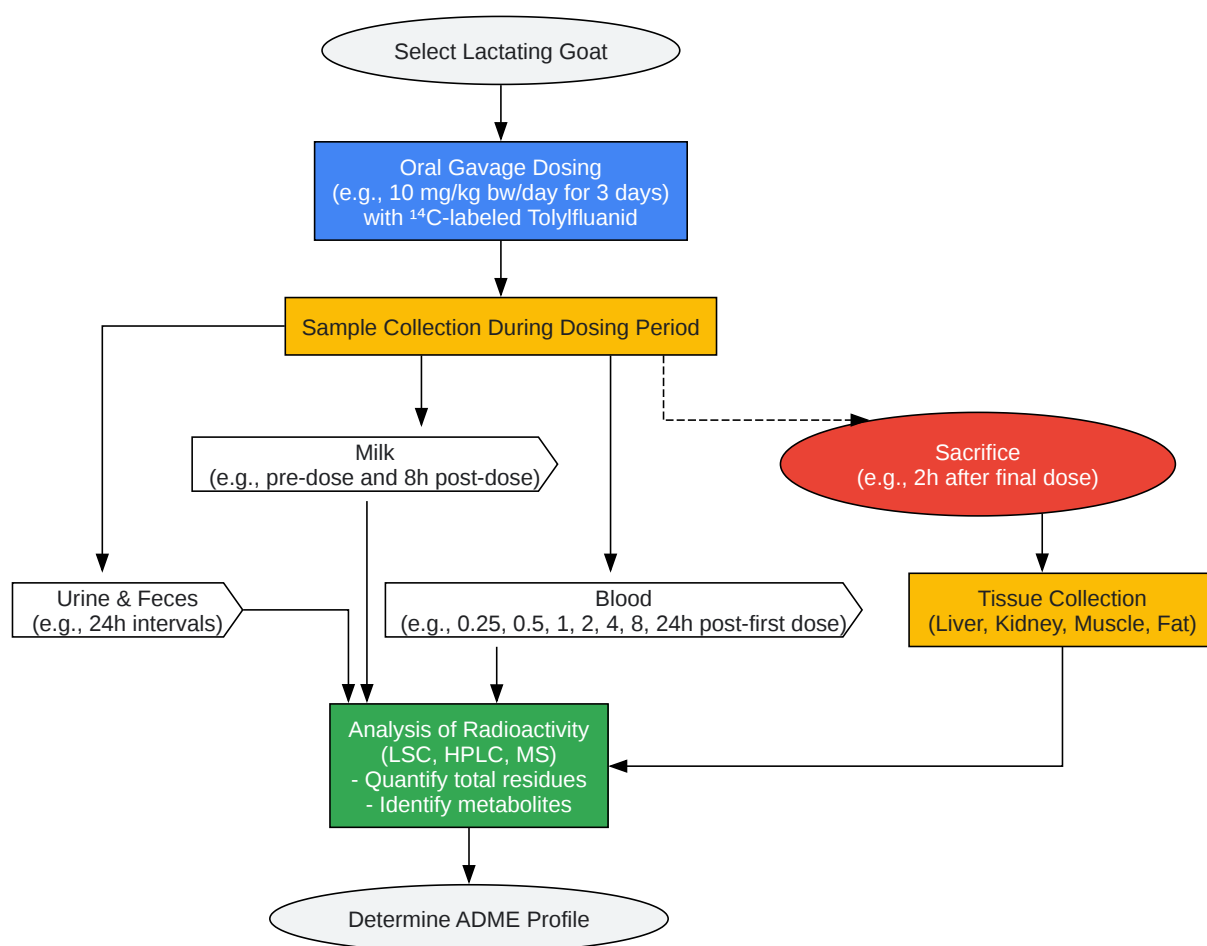 Select Lactating Goat
Oral Gavage Dosing
(e.g., 10 mg/kg bw/day for 3 days)
with ¹⁴C-labeled Tolylfluanid
Sample Collection During Dosing Period
Milk
(e.g., pre-dose and 8h post-dose)
Sacrifice
(e.g., 2h after final dose)
Urine & Feces
(e.g., 24h intervals)
Blood
(e.g., 0.25, 0.5, 1, 2, 4, 8, 24h post-first dose)
Tissue Collection
(Liver, Kidney, Muscle, Fat)
Analysis of Radioactivity
(LSC, HPLC, MS)
- Quantify total residues
- Identify metabolites
Determine ADME Profile